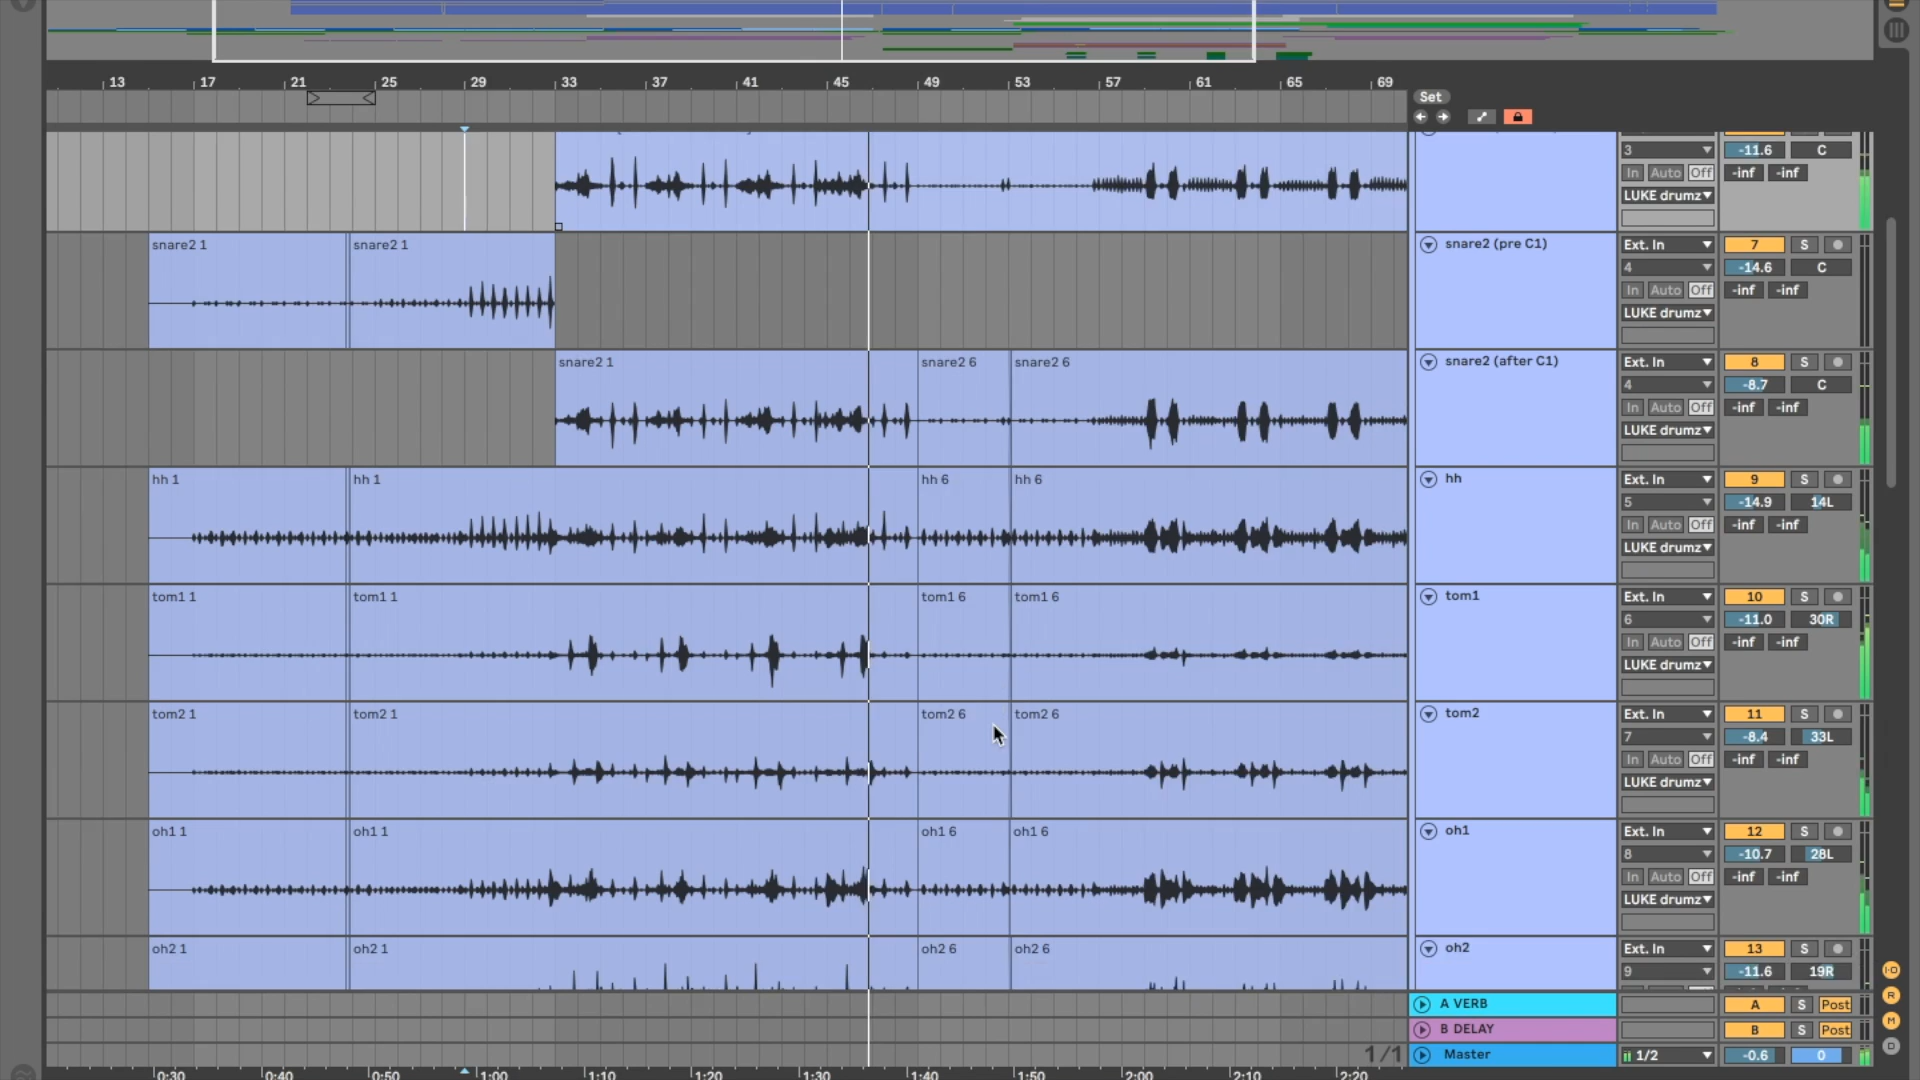 13 17 21 25 29 33 37 41 45 49 53 57 61 65 69
Set
3 -11.6 C
In Auto Off -inf -inf
LUKE drumz
snare2 1 snare2 1 snare2 (pre C1) Ext. In 7 S
4 -14.6 C
In Auto Off -inf -inf
LUKE drumz
snare2 1 snare2 6 snare2 6 snare2 (after C1) Ext. In 8 S
4 -8.7 C
In Auto Off -inf -inf
LUKE drumz
hh 1 hh 1 hh 6 hh 6 hh Ext. In 9 S
5 -14.9 14L
In Auto Off -inf -inf
LUKE drumz
tom1 1 tom1 1 tom1 6 tom1 6 tom1 Ext. In 10 S
6 -11.0 30R
In Auto Off -inf -inf
LUKE drumz
tom2 1 tom2 1 tom2 6 tom2 6 tom2 Ext. In 11 S
7 -8.4 33L
In Auto Off -inf -inf
LUKE drumz
oh1 1 oh1 1 oh1 6 oh1 6 oh1 Ext. In 12 S
8 -10.7 28L
In Auto Off -inf -inf
LUKE drumz
oh2 1 oh2 1 oh2 6 oh2 6 oh2 Ext. In 13 S
9 -11.6 19R
I·O
R
M
D
A VERB A S Post
B DELAY B S Post
1/1 Master 1/2 -0.6 0
0:30 0:40 0:50 1:00 1:10 1:20 1:30 1:40 1:50 2:00 2:10 2:20